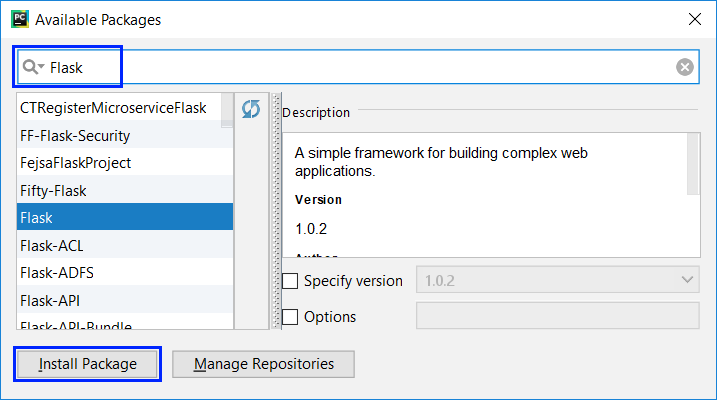 PC
Available Packages
Flask
CTRegisterMicroserviceFlask
FF-Flask-Security
FejsaFlaskProject
Fifty-Flask
Flask
Flask-ACL
Flask-ADFS
Flask-API
Flask-API-Bundle
Description
A simple framework for building complex web
applications.
Version
1.0.2
Author
Specify version
1.0.2
Options
Install Package
Manage Repositories